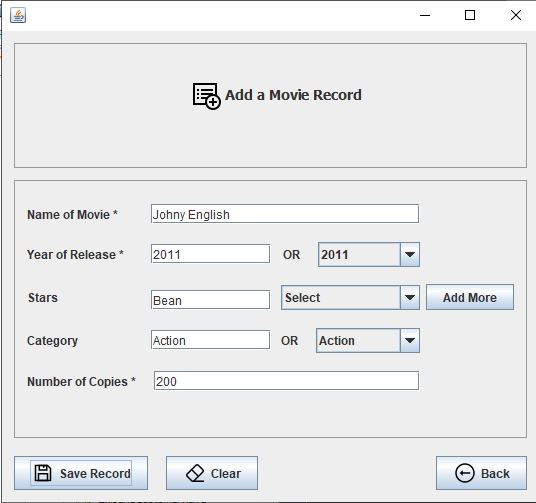 Add a Movie Record
Name of Movie * Johny English
Year of Release * 2011 OR 2011
Stars Bean Select Add More
Category Action OR Action
Number of Copies * 200
Save Record Clear Back